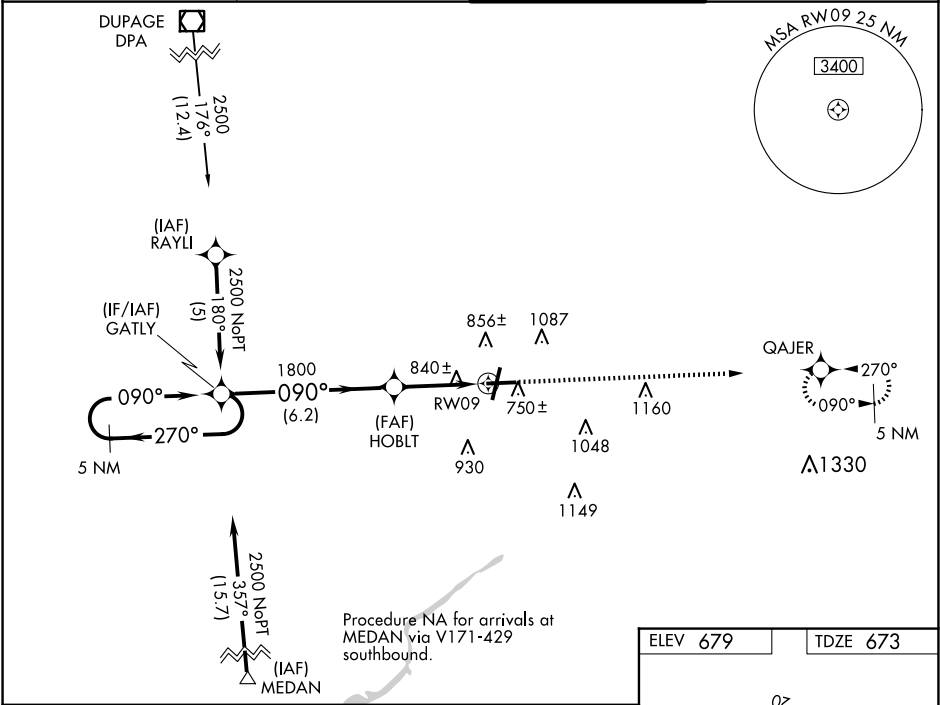 DUPAGE
DPA
MSA RW09 25 NM
3400
2500
176°
(12.4)
(IAF)
RAYLI
2500 NoPT
180°
(5)
(IF/IAF)
GATLY
856±
1087
QAJER
1800
090°
(6.2)
840±
RW09
(FAF)
HOBLT
750±
1160
270°
090°
5 NM
090°
270°
5 NM
930
1048
1330
1149
2500 NoPT
357°
(15.7)
(IAF)
MEDAN
Procedure NA for arrivals at
MEDAN via V171-429
southbound.
ELEV 679
TDZE 673